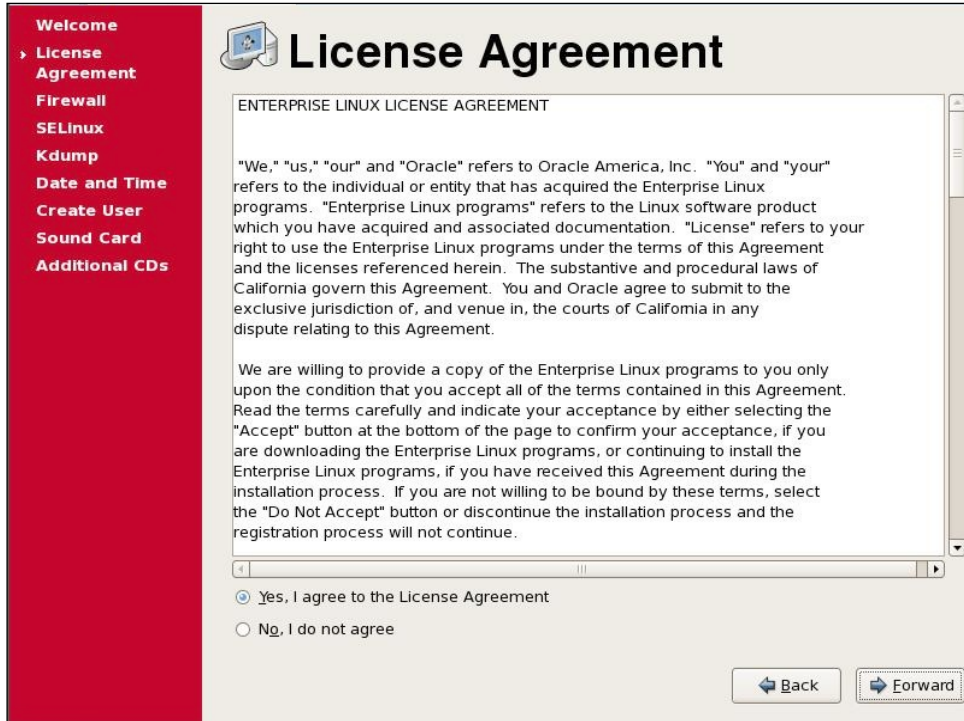 Welcome
License
Agreement
Firewall
SELinux
Kdump
Date and Time
Create User
Sound Card
Additional CDs
License Agreement
ENTERPRISE LINUX LICENSE AGREEMENT
"We," "us," "our" and "Oracle" refers to Oracle America, Inc.  "You" and "your"
refers to the individual or entity that has acquired the Enterprise Linux
programs.  "Enterprise Linux programs" refers to the Linux software product
which you have acquired and associated documentation.  "License" refers to your
right to use the Enterprise Linux programs under the terms of this Agreement
and the licenses referenced herein.  The substantive and procedural laws of
California govern this Agreement.  You and Oracle agree to submit to the
exclusive jurisdiction of, and venue in, the courts of California in any
dispute relating to this Agreement.
We are willing to provide a copy of the Enterprise Linux programs to you only
upon the condition that you accept all of the terms contained in this Agreement.
Read the terms carefully and indicate your acceptance by either selecting the
"Accept" button at the bottom of the page to confirm your acceptance, if you
are downloading the Enterprise Linux programs, or continuing to install the
Enterprise Linux programs, if you have received this Agreement during the
installation process.  If you are not willing to be bound by these terms, select
the "Do Not Accept" button or discontinue the installation process and the
registration process will not continue.
Yes, I agree to the License Agreement
No, I do not agree
Back
Forward